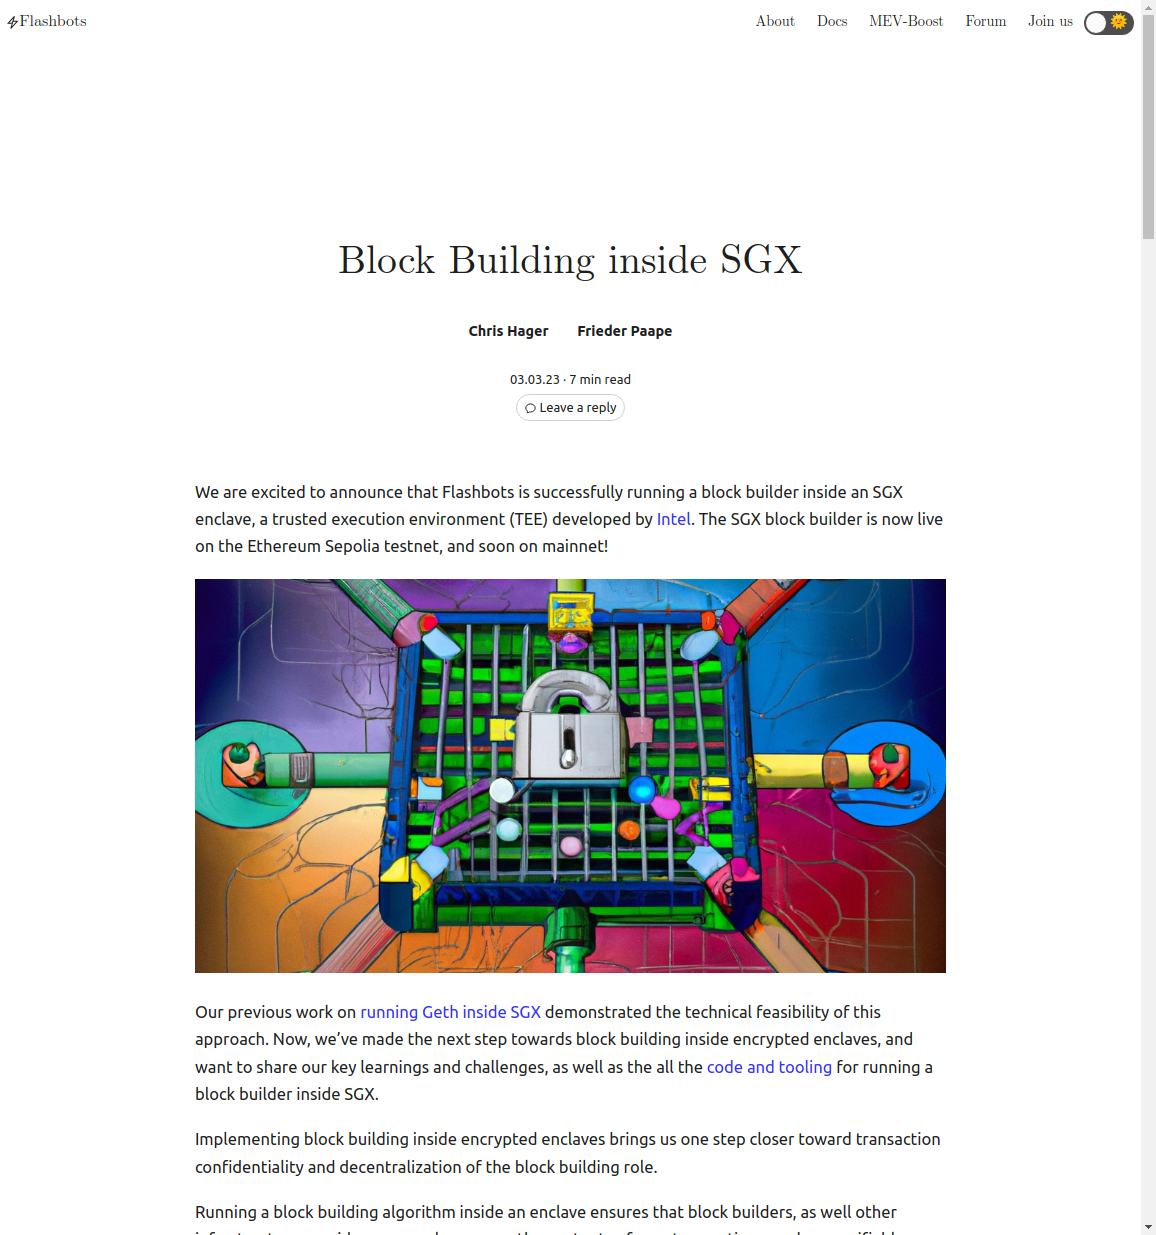 Flashbots
About Docs MEV-Boost Forum Join us
Block Building inside SGX
Chris Hager Frieder Paape
03.03.23 · 7 min read
Leave a reply
We are excited to announce that Flashbots is successfully running a block builder inside an SGX
enclave, a trusted execution environment (TEE) developed by Intel. The SGX block builder is now live
on the Ethereum Sepolia testnet, and soon on mainnet!
Our previous work on running Geth inside SGX demonstrated the technical feasibility of this
approach. Now, we’ve made the next step towards block building inside encrypted enclaves, and
want to share our key learnings and challenges, as well as the all the code and tooling for running a
block builder inside SGX.
Implementing block building inside encrypted enclaves brings us one step closer toward transaction
confidentiality and decentralization of the block building role.
Running a block building algorithm inside an enclave ensures that block builders, as well other